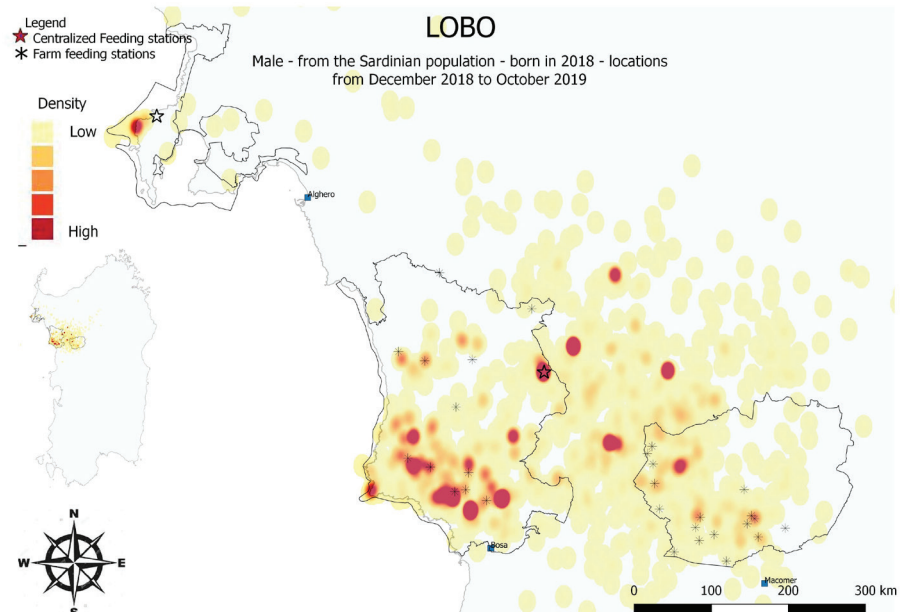 Legend
Centralized Feeding stations
Farm feeding stations
LOBO
Male - from the Sardinian population - born in 2018 - locations
from December 2018 to October 2019
Density
Low
High
Alghero
Bosa
Macomer
N
W E
S
0 100 200 300 km